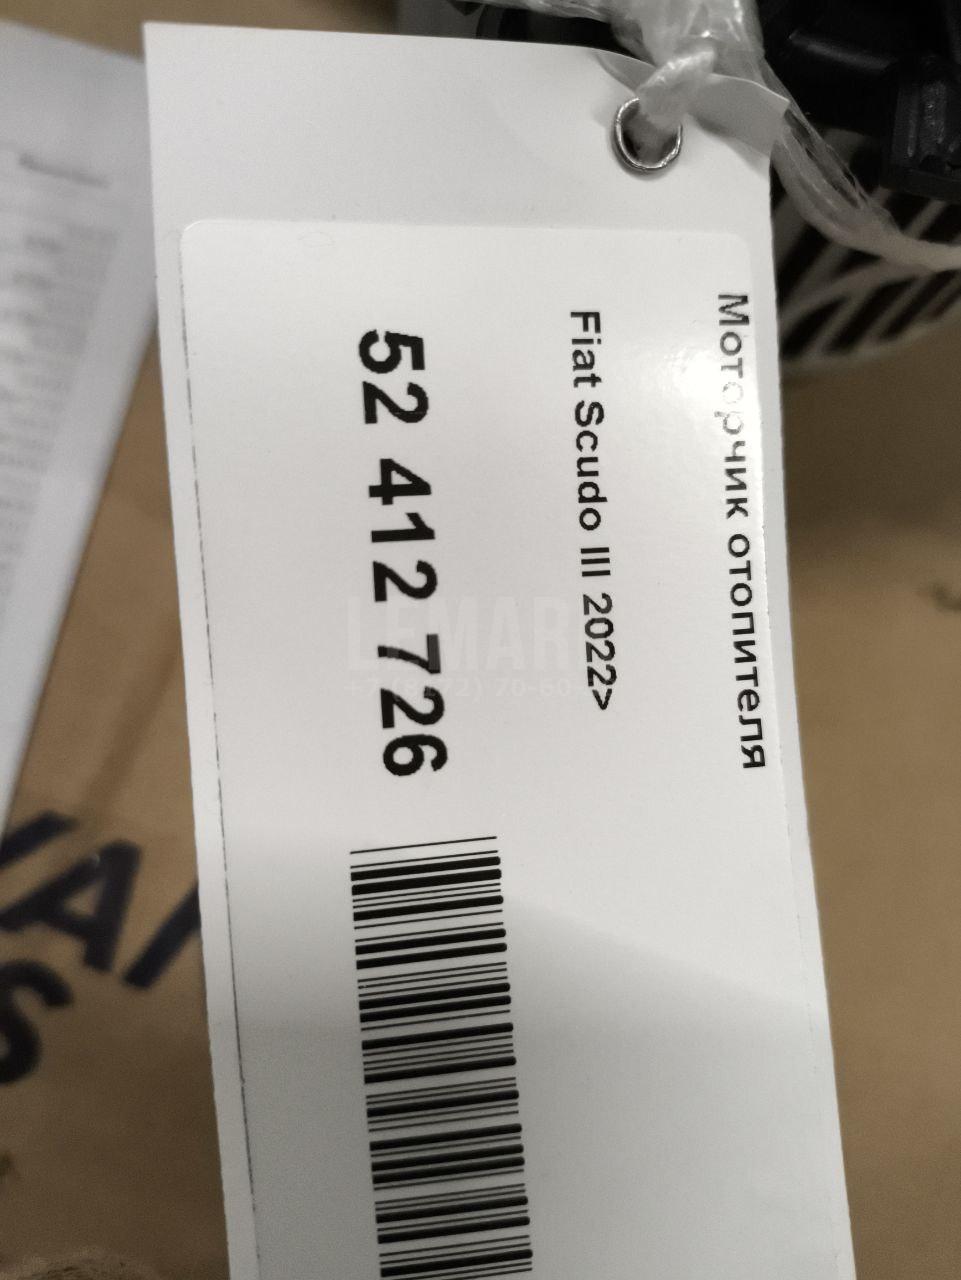 Моторчик отопителя
Fiat Scudo III 2022>
52 412 726
LEMAR